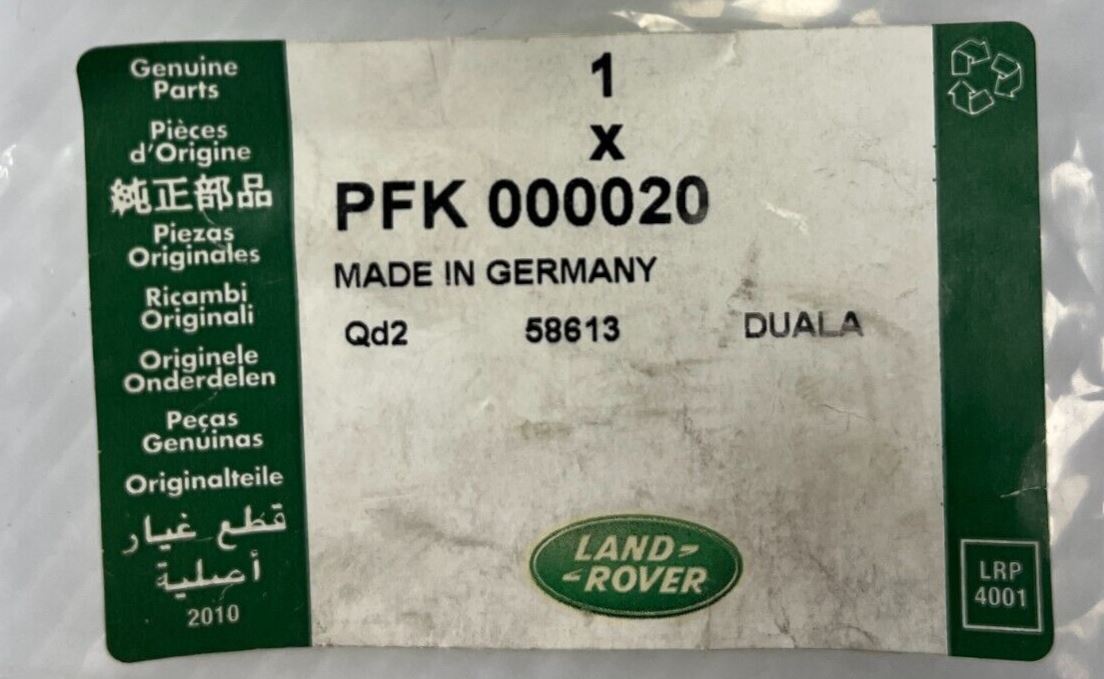 Genuine
Parts
Pièces
d'Origine
純正部品
Piezas
Originales
Ricambi
Originali
Originele
Onderdelen
Peças
Genuinas
Originalteile
قطع غيار
أصلية
2010
1
X
PFK 000020
MADE IN GERMANY
Qd2 58613 DUALA
LAND-
-ROVER
LRP
4001